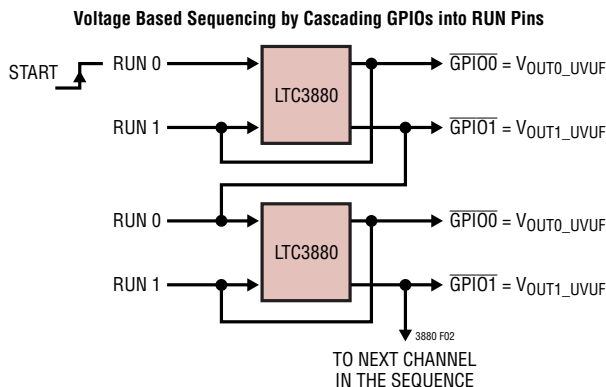 Voltage Based Sequencing by Cascading GPIOs into RUN Pins
START
RUN 0
LTC3880
GPIO0 = VOUT0_UVUF
RUN 1
GPIO1 = VOUT1_UVUF
RUN 0
LTC3880
GPIO0 = VOUT0_UVUF
RUN 1
GPIO1 = VOUT1_UVUF
3880 F02
TO NEXT CHANNEL
IN THE SEQUENCE